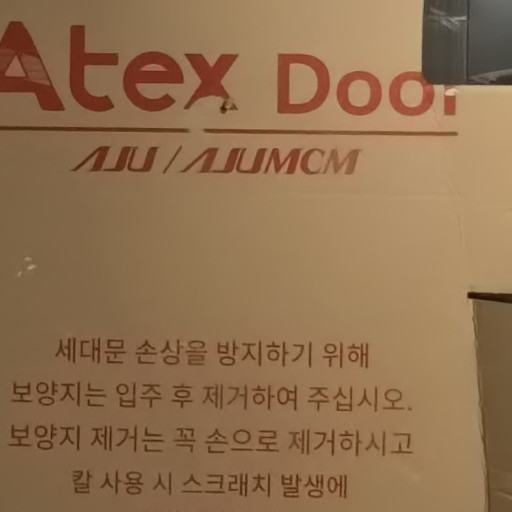 Atex Door
AJU / AJUMCM
세대문 손상을 방지하기 위해
보양지는 입주 후 제거하여 주십시오.
보양지 제거는 꼭 손으로 제거하시고
칼 사용 시 스크래치 발생에